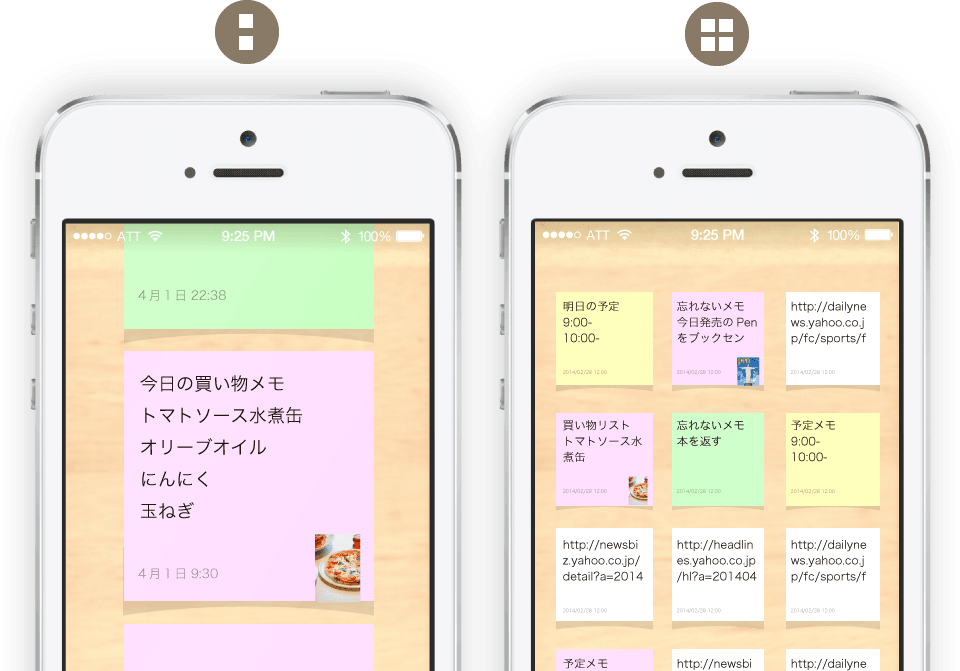 ATT 9:25 PM 100%
4月1日 22:38
今日の買い物メモ
トマトソース水煮缶
オリーブオイル
にんにく
玉ねぎ
4月1日 9:30
ATT 9:25 PM 100%
明日の予定
9:00-
10:00-
2014/02/28 12:00
忘れないメモ
今日発売の Pen
をブックセン
2014/02/28 12:00
http://dailyne
ws.yahoo.co.j
p/fc/sports/f
2014/02/28 12:00
買い物リスト
トマトソース水
煮缶
2014/02/28 12:00
忘れないメモ
本を返す
2014/02/28 12:00
予定メモ
9:00-
10:00-
2014/02/28 12:00
http://newsbi
z.yahoo.co.jp/
detail?a=2014
2014/02/28 12:00
http://headlin
es.yahoo.co.jp
/hl?a=201404
2014/02/28 12:00
http://dailyne
ws.yahoo.co.j
p/fc/sports/f
2014/02/28 12:00
予定メモ
http://newsbi
http://dailyne